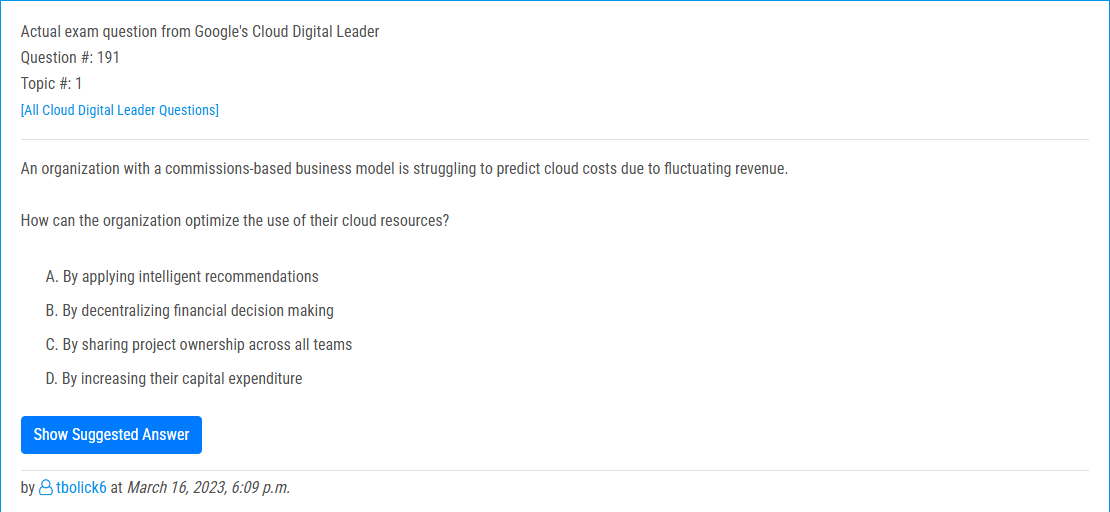 Actual exam question from Google's Cloud Digital Leader
Question #: 191
Topic #: 1
[All Cloud Digital Leader Questions]
An organization with a commissions-based business model is struggling to predict cloud costs due to fluctuating revenue.
How can the organization optimize the use of their cloud resources?
A. By applying intelligent recommendations
B. By decentralizing financial decision making
C. By sharing project ownership across all teams
D. By increasing their capital expenditure
Show Suggested Answer
by tbolick6 at March 16, 2023, 6:09 p.m.